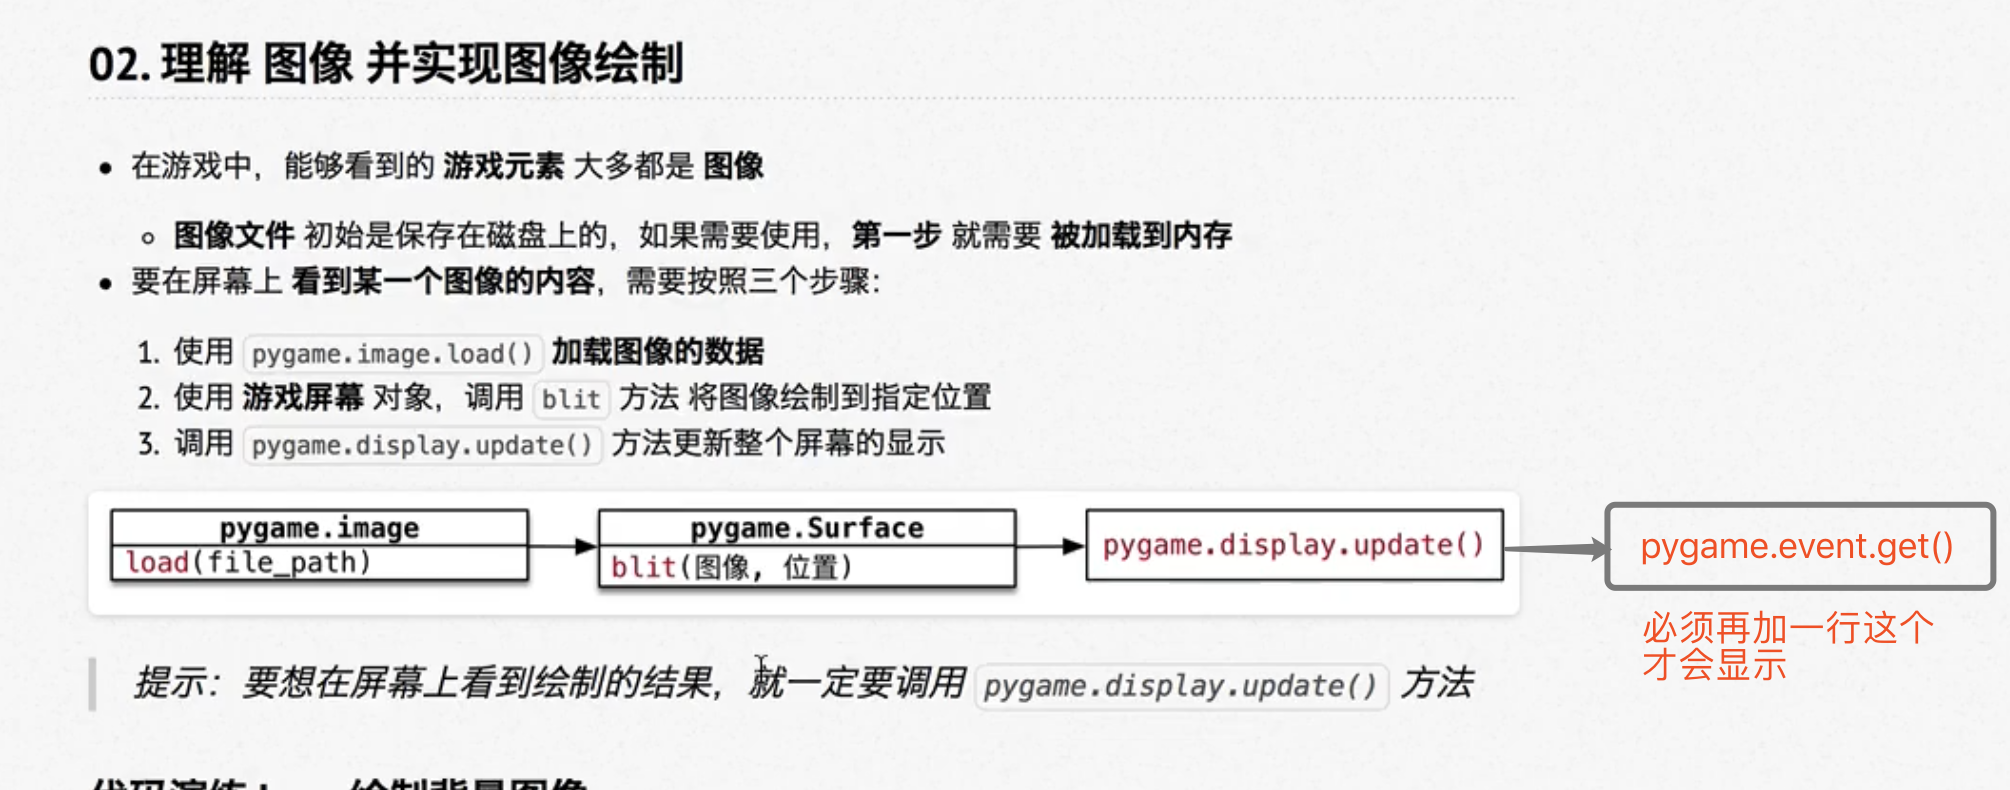 02. 理解 图像 并实现图像绘制
在游戏中，能够看到的 游戏元素 大多都是 图像
图像文件 初始是保存在磁盘上的，如果需要使用，第一步 就需要 被加载到内存
要在屏幕上 看到某一个图像的内容，需要按照三个步骤：
1. 使用 pygame.image.load() 加载图像的数据
2. 使用 游戏屏幕 对象，调用 blit 方法 将图像绘制到指定位置
3. 调用 pygame.display.update() 方法更新整个屏幕的显示
pygame.image
load(file_path)
pygame.Surface
blit(图像, 位置)
pygame.display.update()
pygame.event.get()
必须再加一行这个
才会显示
提示：要想在屏幕上看到绘制的结果，就一定要调用 pygame.display.update() 方法